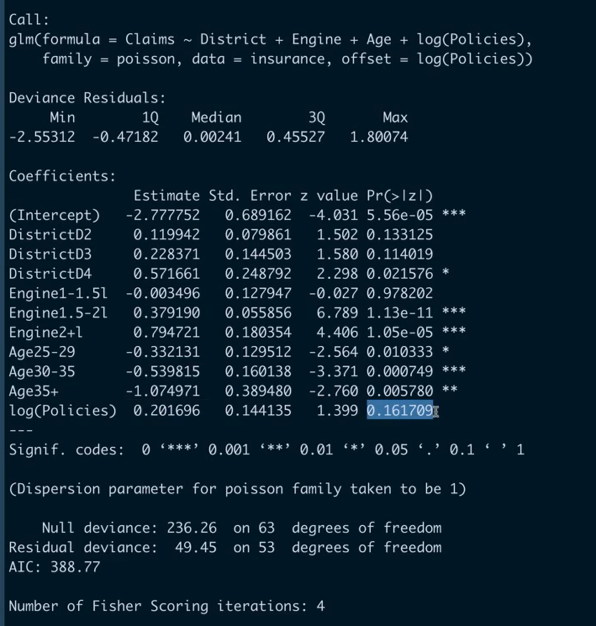 Call:
glm(formula = Claims ~ District + Engine + Age + log(Policies),
    family = poisson, data = insurance, offset = log(Policies))
Deviance Residuals:
     Min        1Q    Median        3Q       Max
-2.55312  -0.47182   0.00241   0.45527   1.80074
Coefficients:
              Estimate Std. Error z value Pr(>|z|)
(Intercept)  -2.777752   0.689162  -4.031 5.56e-05 ***
DistrictD2    0.119942   0.079861   1.502 0.133125
DistrictD3    0.228371   0.144503   1.580 0.114019
DistrictD4    0.571661   0.248792   2.298 0.021576 *
Engine1-1.5l -0.003496   0.127947  -0.027 0.978202
Engine1.5-2l  0.379190   0.055856   6.789 1.13e-11 ***
Engine2+l     0.794721   0.180354   4.406 1.05e-05 ***
Age25-29     -0.332131   0.129512  -2.564 0.010333 *
Age30-35     -0.539815   0.160138  -3.371 0.000749 ***
Age35+       -1.074971   0.389480  -2.760 0.005780 **
log(Policies) 0.201696   0.144135   1.399 0.161709
---
Signif. codes:  0 ‘***’ 0.001 ‘**’ 0.01 ‘*’ 0.05 ‘.’ 0.1 ‘ ’ 1
(Dispersion parameter for poisson family taken to be 1)
    Null deviance: 236.26  on 63  degrees of freedom
Residual deviance:  49.45  on 53  degrees of freedom
AIC: 388.77
Number of Fisher Scoring iterations: 4